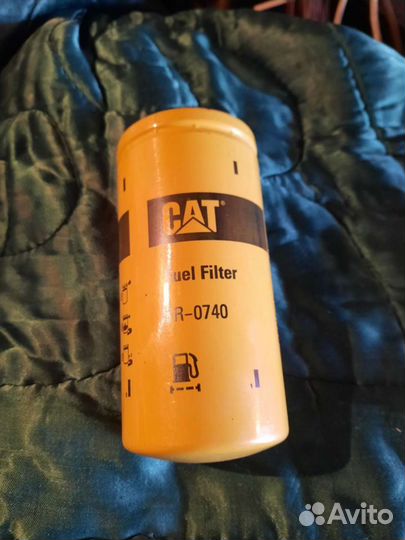 CAT
uel Filter
R-0740
Avito